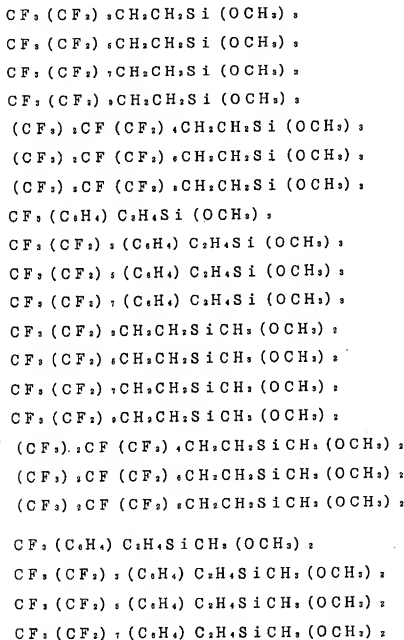 CF₃(CF₂)₃CH₂CH₂Si(OCH₃)₃
CF₃(CF₂)₅CH₂CH₂Si(OCH₃)₃
CF₃(CF₂)₇CH₂CH₂Si(OCH₃)₃
CF₃(CF₂)₉CH₂CH₂Si(OCH₃)₃
(CF₃)₂CF(CF₂)₄CH₂CH₂Si(OCH₃)₃
(CF₃)₂CF(CF₂)₆CH₂CH₂Si(OCH₃)₃
(CF₃)₂CF(CF₂)₈CH₂CH₂Si(OCH₃)₃
CF₃(C₆H₄)C₂H₄Si(OCH₃)₃
CF₃(CF₂)₃(C₆H₄)C₂H₄Si(OCH₃)₃
CF₃(CF₂)₅(C₆H₄)C₂H₄Si(OCH₃)₃
CF₃(CF₂)₇(C₆H₄)C₂H₄Si(OCH₃)₃
CF₃(CF₂)₃CH₂CH₂SiCH₃(OCH₃)₂
CF₃(CF₂)₅CH₂CH₂SiCH₃(OCH₃)₂
CF₃(CF₂)₇CH₂CH₂SiCH₃(OCH₃)₂
CF₃(CF₂)₉CH₂CH₂SiCH₃(OCH₃)₂
(CF₃)₂CF(CF₂)₄CH₂CH₂SiCH₃(OCH₃)₂
(CF₃)₂CF(CF₂)₆CH₂CH₂SiCH₃(OCH₃)₂
(CF₃)₂CF(CF₂)₈CH₂CH₂SiCH₃(OCH₃)₂
CF₃(C₆H₄)C₂H₄SiCH₃(OCH₃)₂
CF₃(CF₂)₃(C₆H₄)C₂H₄SiCH₃(OCH₃)₂
CF₃(CF₂)₅(C₆H₄)C₂H₄SiCH₃(OCH₃)₂
CF₃(CF₂)₇(C₆H₄)C₂H₄SiCH₃(OCH₃)₂